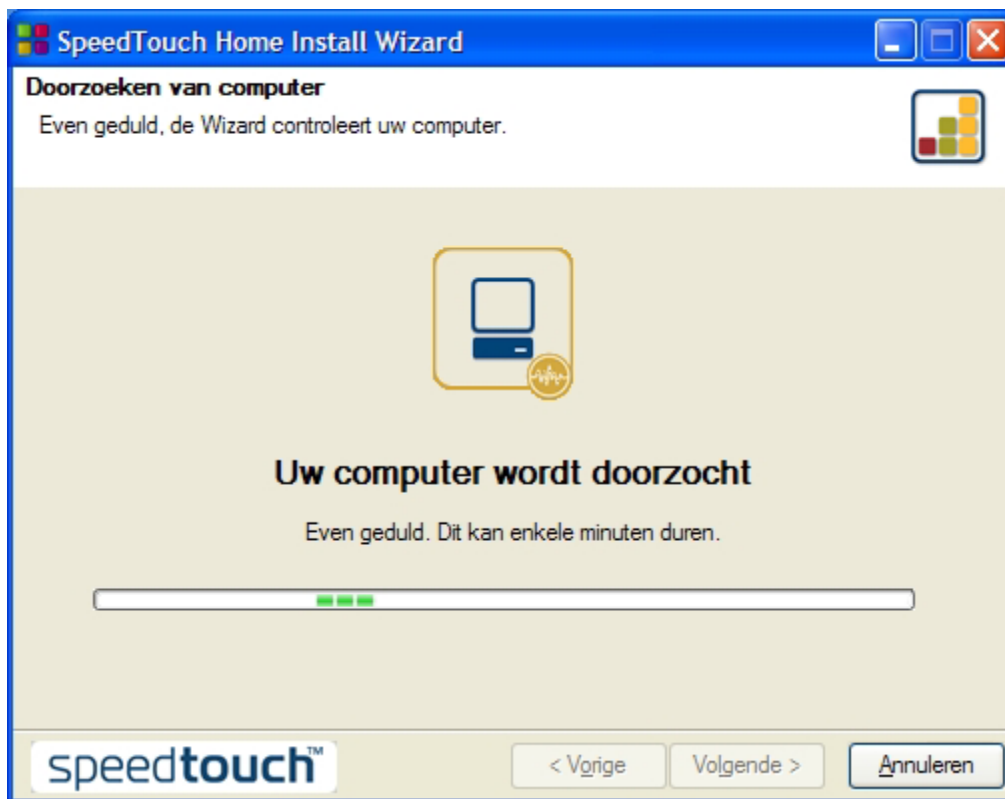 SpeedTouch Home Install Wizard
Doorzoeken van computer
Even geduld, de Wizard controleert uw computer.
Uw computer wordt doorzocht
Even geduld. Dit kan enkele minuten duren.
speedtouch™
< Vorige
Volgende >
Annuleren